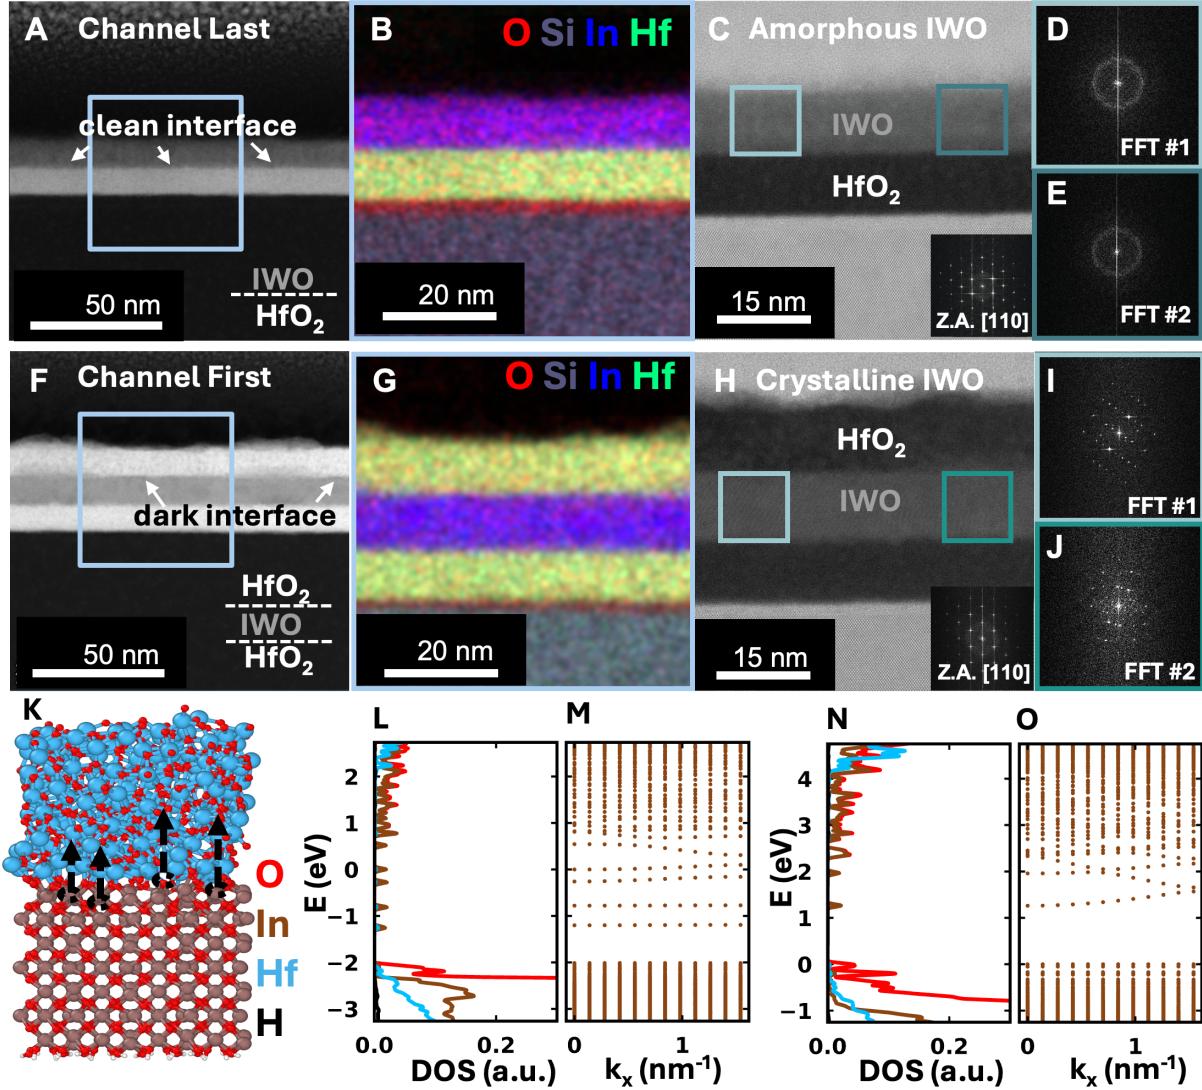 A Channel Last
clean interface
IWO
HfO₂
50 nm
B O Si In Hf
20 nm
C Amorphous IWO
IWO
HfO₂
15 nm
Z.A. [110]
D
FFT #1
E
FFT #2
F Channel First
dark interface
HfO₂
IWO
HfO₂
50 nm
G O Si In Hf
20 nm
H Crystalline IWO
HfO₂
IWO
15 nm
Z.A. [110]
I
FFT #1
J
FFT #2
K
O
In
Hf
H
L
E (eV)
2
1
0
−1
−2
−3
0.0 0.2
DOS (a.u.)
M
0 1
kₓ (nm⁻¹)
N
E (eV)
4
3
2
1
0
−1
0.0 0.2
DOS (a.u.)
O
0 1
kₓ (nm⁻¹)